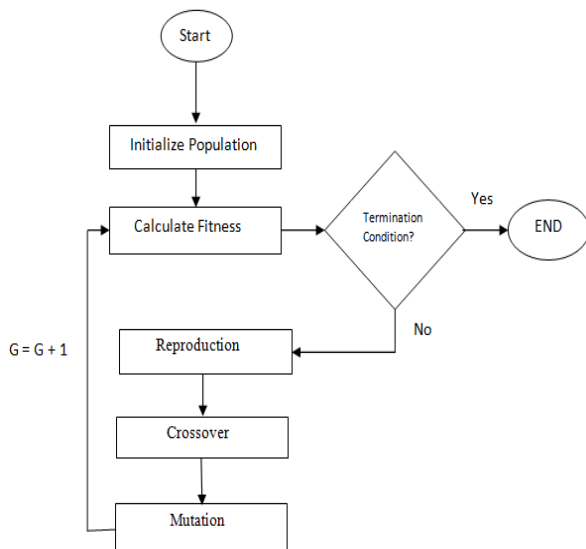 Start
Initialize Population
Calculate Fitness
Termination
Condition?
Yes
END
No
Reproduction
G = G + 1
Crossover
Mutation